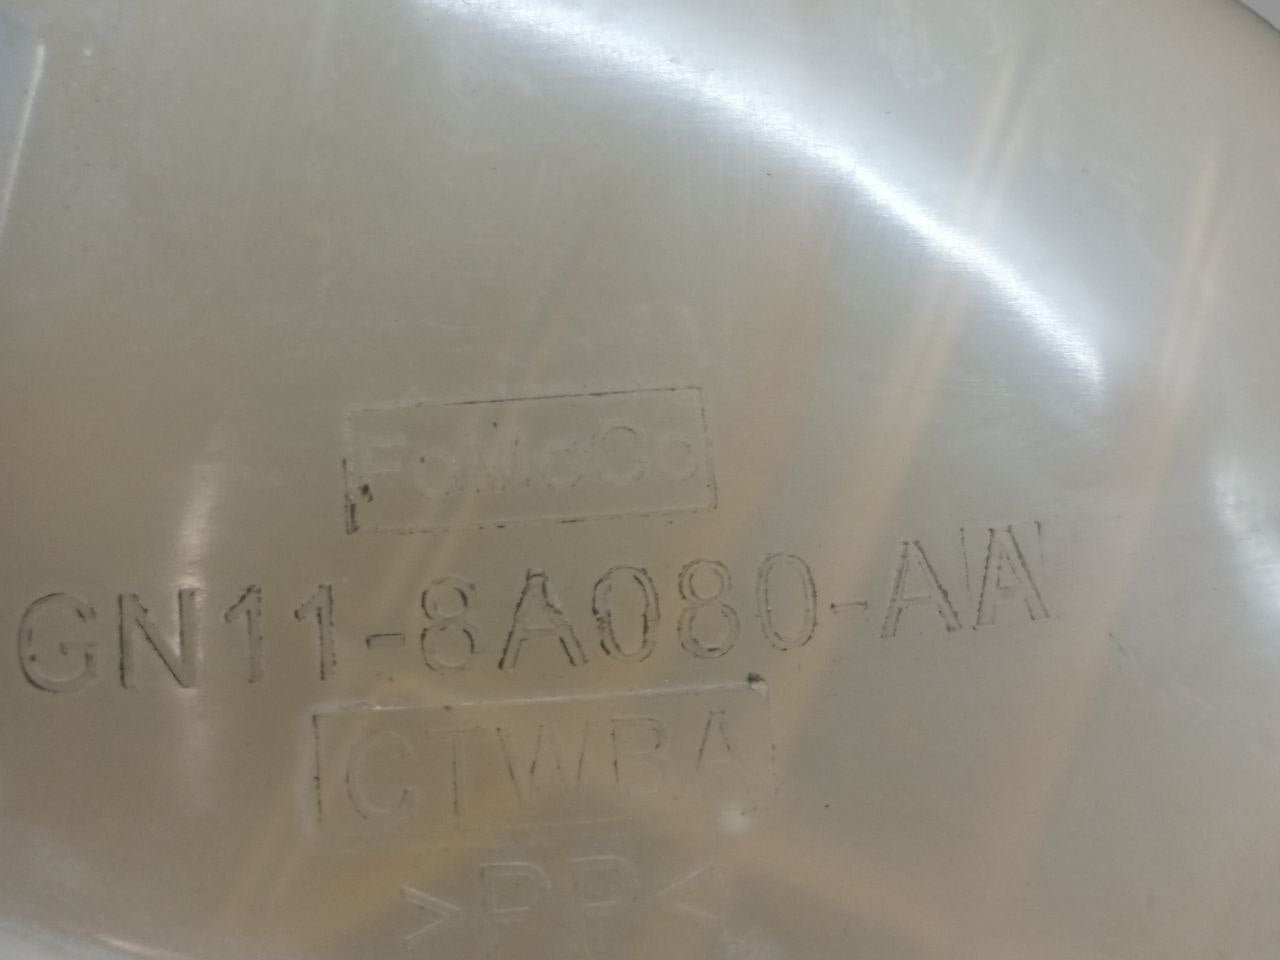 FoMoCo
GN11-8A080-AA
CTWBA
>PP<